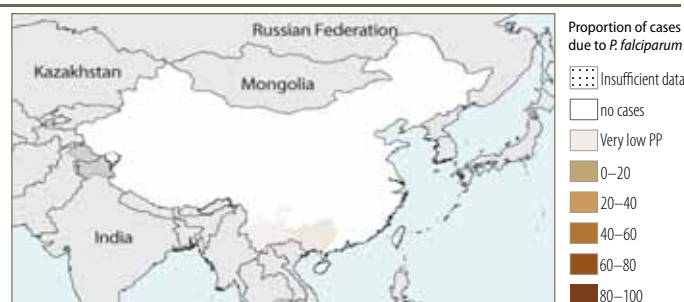 Russian Federation
Kazakhstan
Mongolia
India
Proportion of cases
due to P. falciparum
Insufficient data
no cases
Very low PP
0–20
20–40
40–60
60–80
80–100